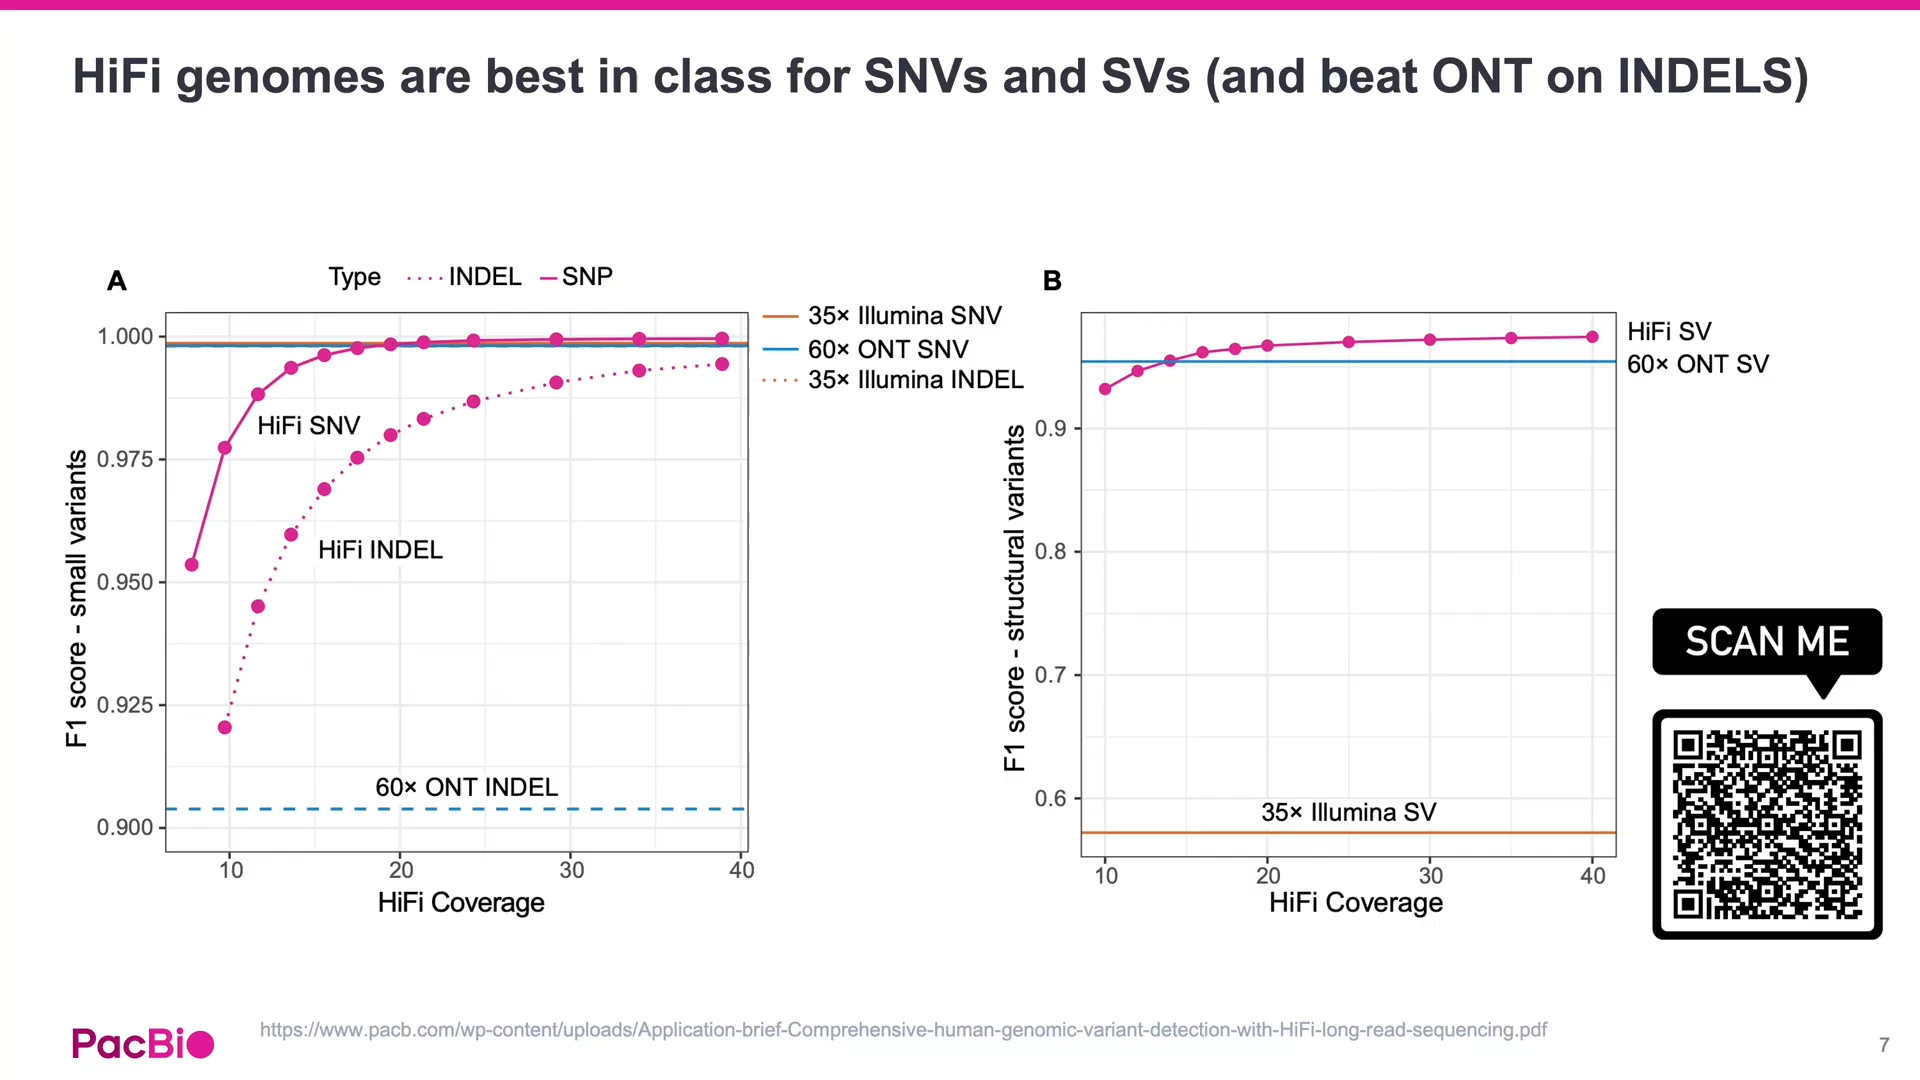 HiFi genomes are best in class for SNVs and SVs (and beat ONT on INDELS)
A
Type INDEL SNP
1.000
0.975
0.950
0.925
0.900
F1 score - small variants
35× Illumina SNV
60× ONT SNV
35× Illumina INDEL
HiFi SNV
HiFi INDEL
60× ONT INDEL
10 20 30 40
HiFi Coverage
B
HiFi SV
60× ONT SV
0.9
0.8
0.7
0.6
F1 score - structural variants
35× Illumina SV
10 20 30 40
HiFi Coverage
SCAN ME
PacBio
https://www.pacb.com/wp-content/uploads/Application-brief-Comprehensive-human-genomic-variant-detection-with-HiFi-long-read-sequencing.pdf
7